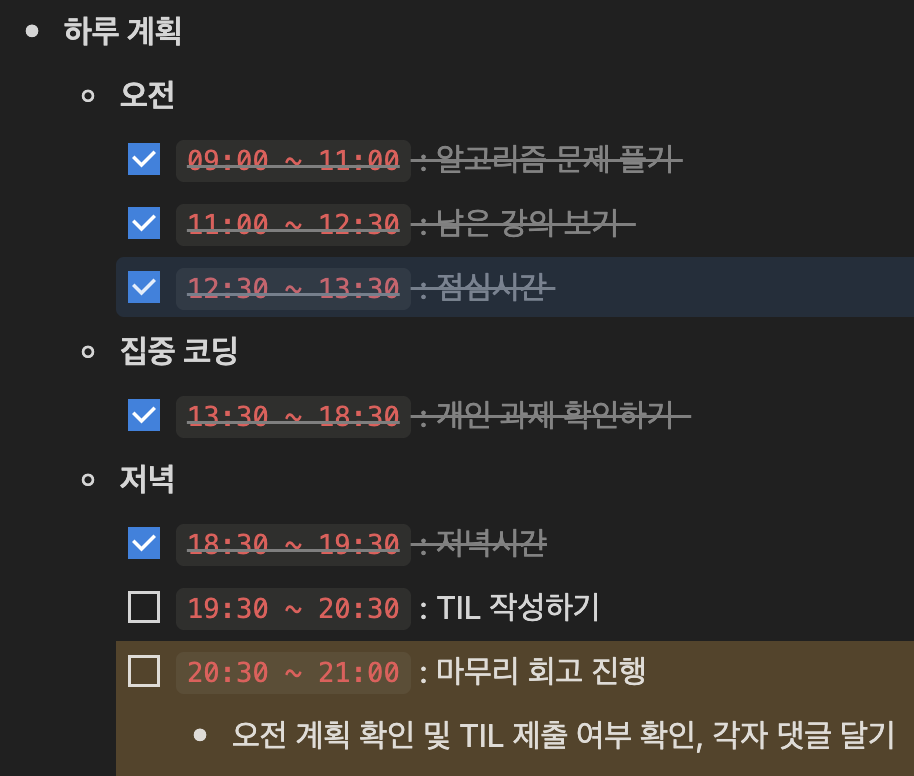 하루 계획
오전
09:00 ~ 11:00 : 알고리즘 문제 풀기
11:00 ~ 12:30 : 남은 강의 보기
12:30 ~ 13:30 : 점심시간
집중 코딩
13:30 ~ 18:30 : 개인 과제 확인하기
저녁
18:30 ~ 19:30 : 저녁시간
19:30 ~ 20:30 : TIL 작성하기
20:30 ~ 21:00 : 마무리 회고 진행
오전 계획 확인 및 TIL 제출 여부 확인, 각자 댓글 달기